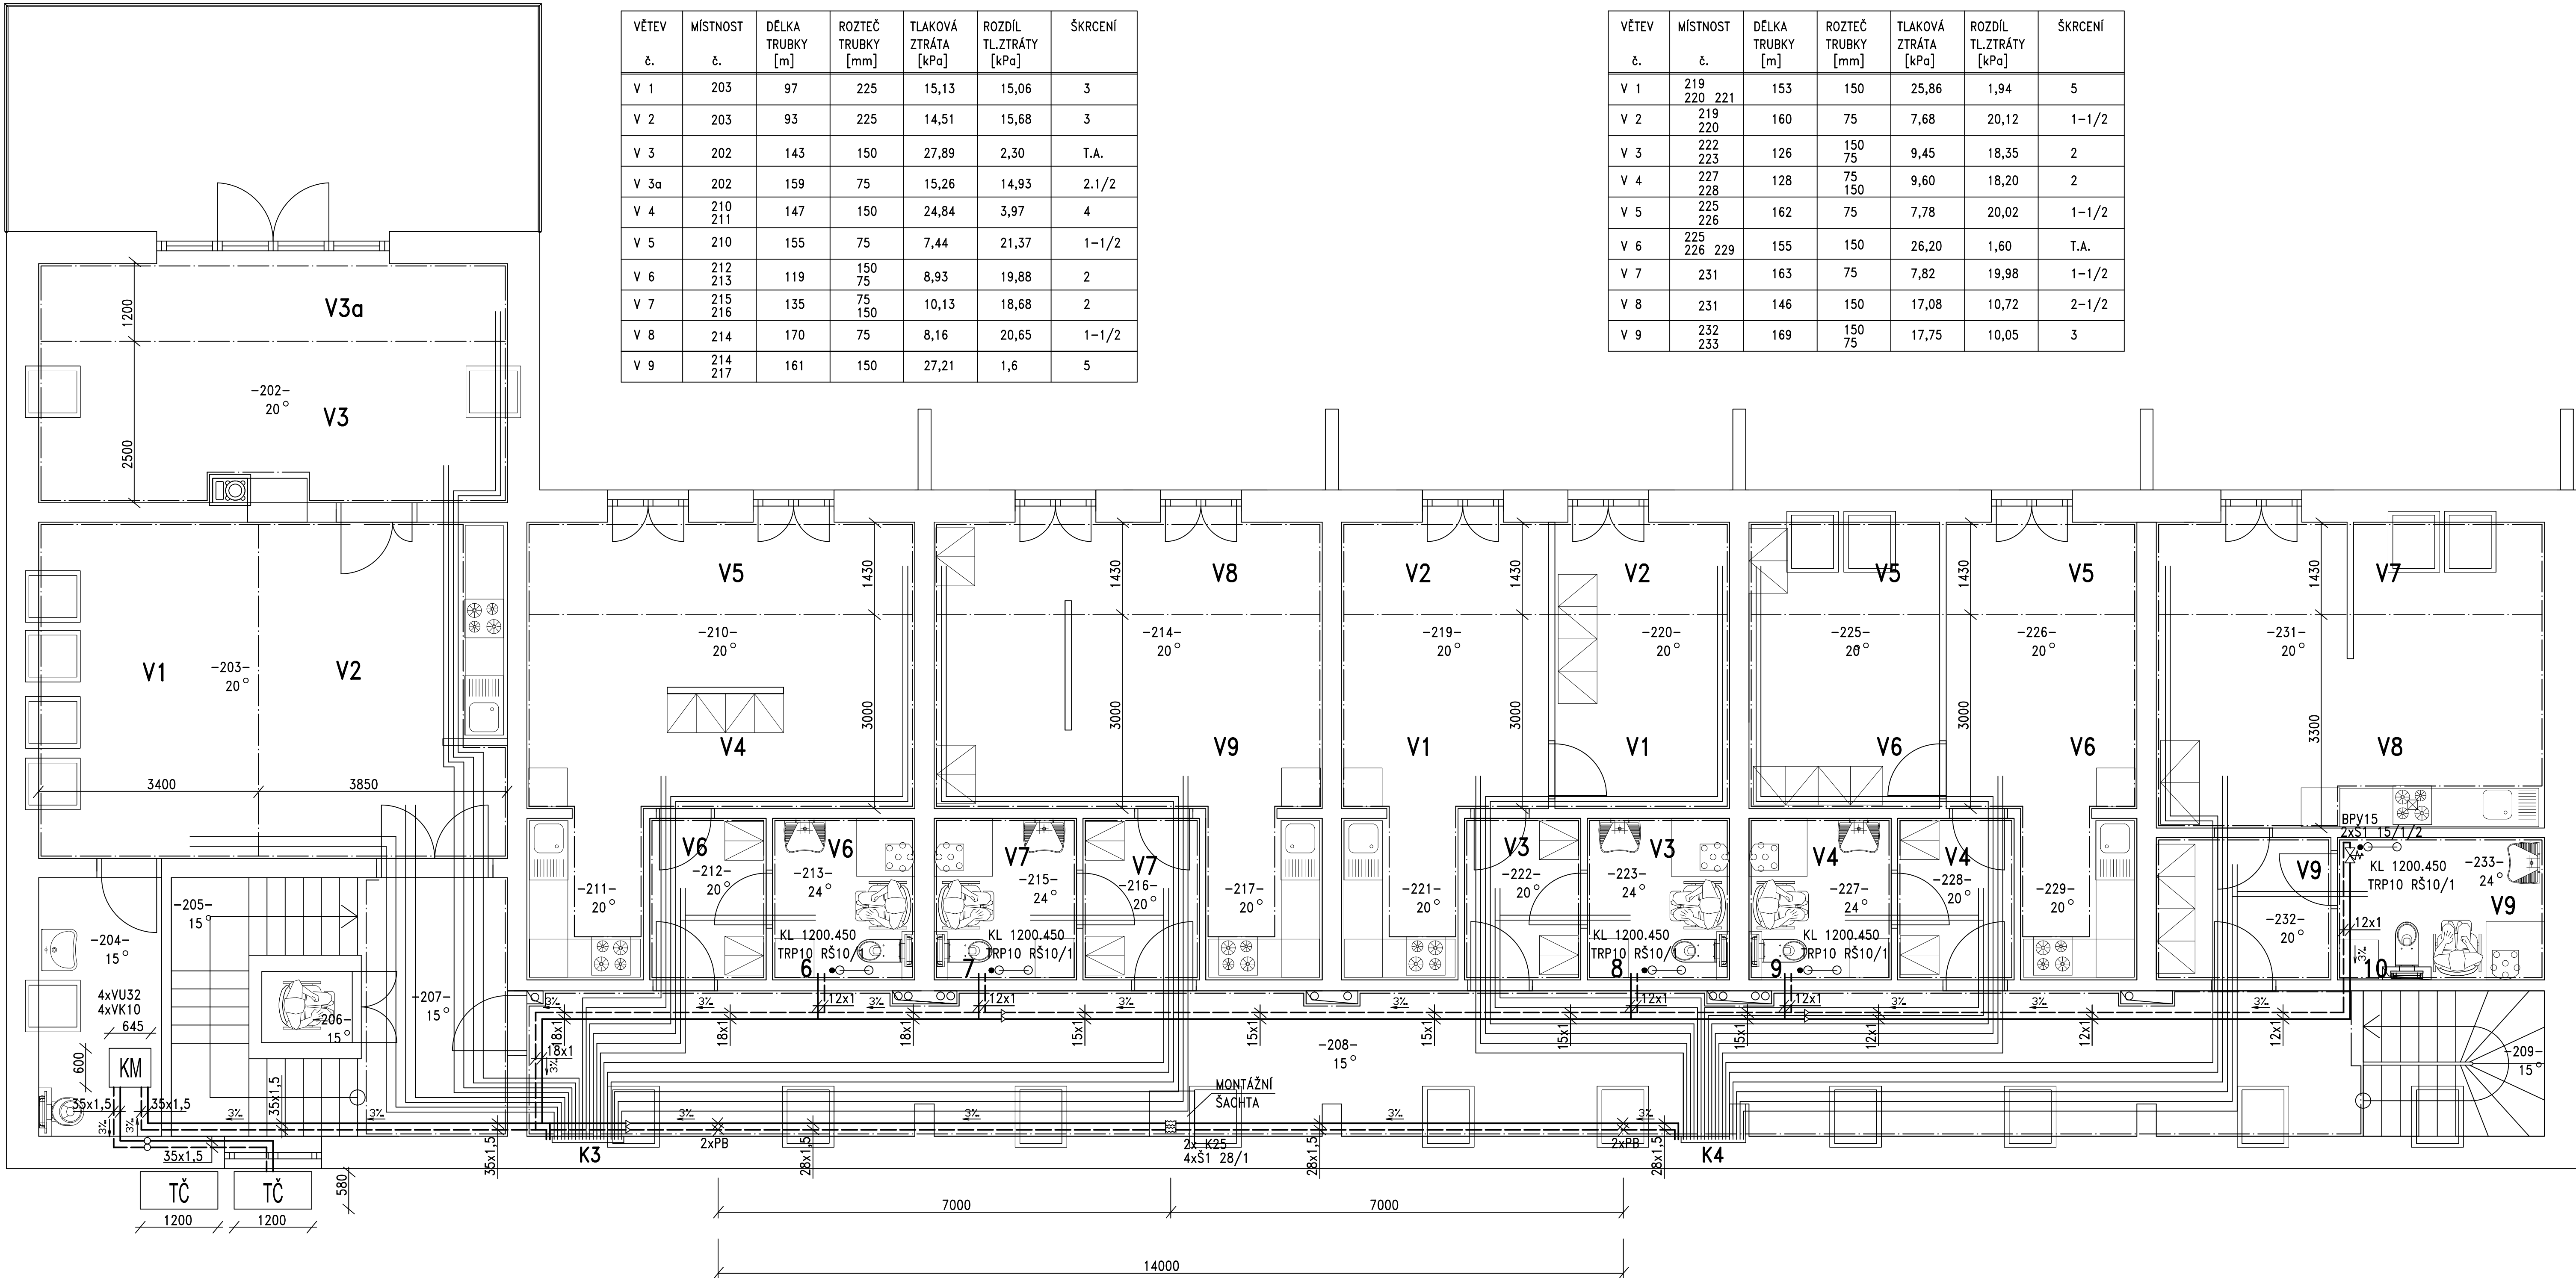 VĚTEV MÍSTNOST DÉLKA ROZTEČ TLAKOVÁ ROZDÍL ŠKRCENÍ
TRUBKY TRUBKY ZTRÁTA TL.ZTRÁTY
č. č. [m] [mm] [kPa] [kPa]
V 1 203 97 225 15,13 15,06 3
V 2 203 93 225 14,51 15,68 3
V 3 202 143 150 27,89 2,30 T.A.
V 3a 202 159 75 15,26 14,93 2.1/2
V 4 210 211 147 150 24,84 3,97 4
V 5 210 155 75 7,44 21,37 1-1/2
V 6 212 213 119 150 75 8,93 19,88 2
V 7 215 216 135 75 150 10,13 18,68 2
V 8 214 170 75 8,16 20,65 1-1/2
V 9 214 217 161 150 27,21 1,6 5
VĚTEV MÍSTNOST DÉLKA ROZTEČ TLAKOVÁ ROZDÍL ŠKRCENÍ
TRUBKY TRUBKY ZTRÁTA TL.ZTRÁTY
č. č. [m] [mm] [kPa] [kPa]
V 1 219 220 221 153 150 25,86 1,94 5
V 2 219 220 160 75 7,68 20,12 1-1/2
V 3 222 223 126 150 75 9,45 18,35 2
V 4 227 228 128 75 150 9,60 18,20 2
V 5 225 226 162 75 7,78 20,02 1-1/2
V 6 225 226 229 155 150 26,20 1,60 T.A.
V 7 231 163 75 7,82 19,98 1-1/2
V 8 231 146 150 17,08 10,72 2-1/2
V 9 232 233 169 150 75 17,75 10,05 3
1200
V3a
-202-
20°
V3
2500
V5
1430
1430
V8
V2
1430
V2
V5
1430
V5
1430
V7
V1
-203-
20°
V2
-210-
20°
-214-
20°
-219-
20°
-220-
20°
-225-
20°
-226-
20°
-231-
20°
3000
3000
3000
3000
3300
V4
V9
V1
V1
V6
V6
V8
3400
3850
BPV15
2xŠ1 15/1/2
V6
V6
V7
V7
V3
V3
V4
V4
V9
KL 1200.450
TRP10 RŠ10/1
-233-
24°
V9
-211-
20°
-212-
20°
-213-
24°
-215-
24°
-216-
20°
-217-
20°
-221-
20°
-222-
20°
-223-
24°
-227-
24°
-228-
20°
-229-
20°
-232-
20°
12x1
KL 1200.450
TRP10 RŠ10/1
6
KL 1200.450
TRP10 RŠ10/1
7
KL 1200.450
TRP10 RŠ10/1
8
KL 1200.450
TRP10 RŠ10/1
9
10
-205-
15°
-204-
15°
4xVU32
4xVK10
645
600
KM
-206-
15°
-207-
15°
12x1
12x1
12x1
12x1
18x1
18x1
18x1
18x1
15x1
15x1
15x1
15x1
15x1
12x1
12x1
12x1
-208-
15°
-209-
15°
MONTÁŽNÍ
ŠACHTA
35x1,5
35x1,5
35x1,5
35x1,5
35x1,5
K3
2xPB
28x1,5
2x K25
4xŠ1 28/1
28x1,5
2xPB
28x1,5
K4
TČ
TČ
580
1200
1200
7000
7000
14000